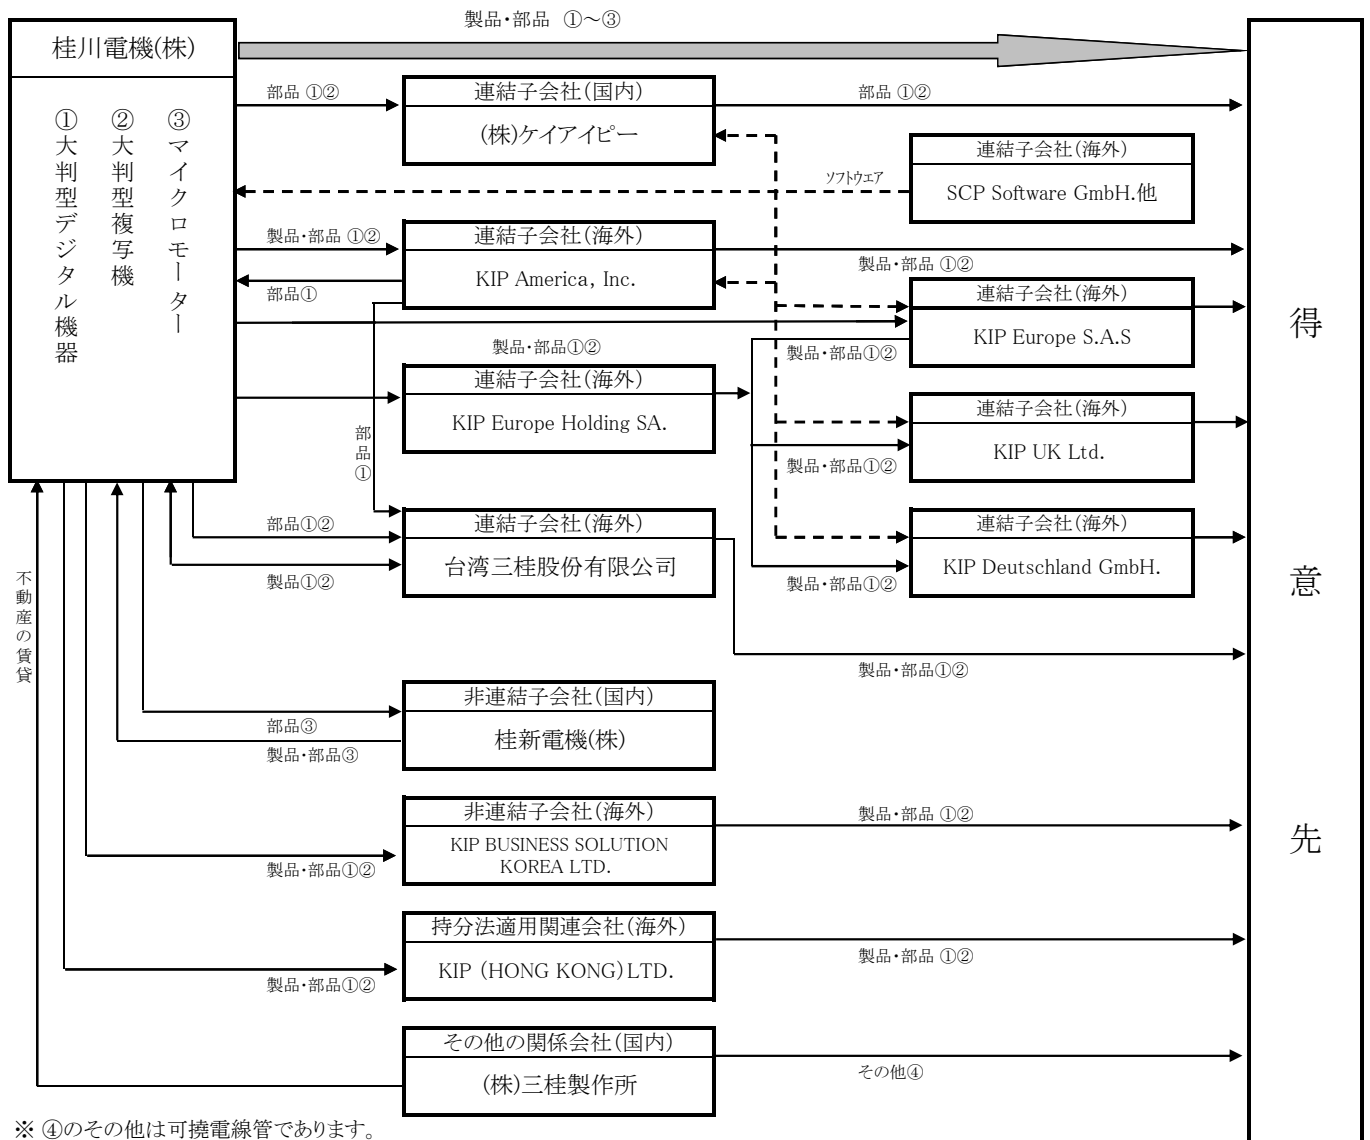 製品・部品 ①～③
桂川電機(株)
①大判型デジタル機器
②大判型複写機
③マイクロモーター
部品 ①②
連結子会社(国内)
(株)ケイアイピー
部品 ①②
連結子会社(海外)
SCP Software GmbH.他
ソフトウエア
製品・部品 ①②
連結子会社(海外)
KIP America, Inc.
部品①
製品・部品 ①②
連結子会社(海外)
KIP Europe S.A.S
製品・部品①②
製品・部品①②
連結子会社(海外)
KIP Europe Holding SA.
部品①
連結子会社(海外)
KIP UK Ltd.
製品・部品①②
部品①②
連結子会社(海外)
台湾三桂股份有限公司
製品①②
連結子会社(海外)
KIP Deutschland GmbH.
製品・部品①②
製品・部品①②
不動産の賃貸
非連結子会社(国内)
桂新電機(株)
部品③
製品・部品③
非連結子会社(海外)
KIP BUSINESS SOLUTION
KOREA LTD.
製品・部品 ①②
製品・部品①②
持分法適用関連会社(海外)
KIP (HONG KONG)LTD.
製品・部品 ①②
製品・部品①②
その他の関係会社(国内)
(株)三桂製作所
その他④
得意先
※ ④のその他は可撓電線管であります。